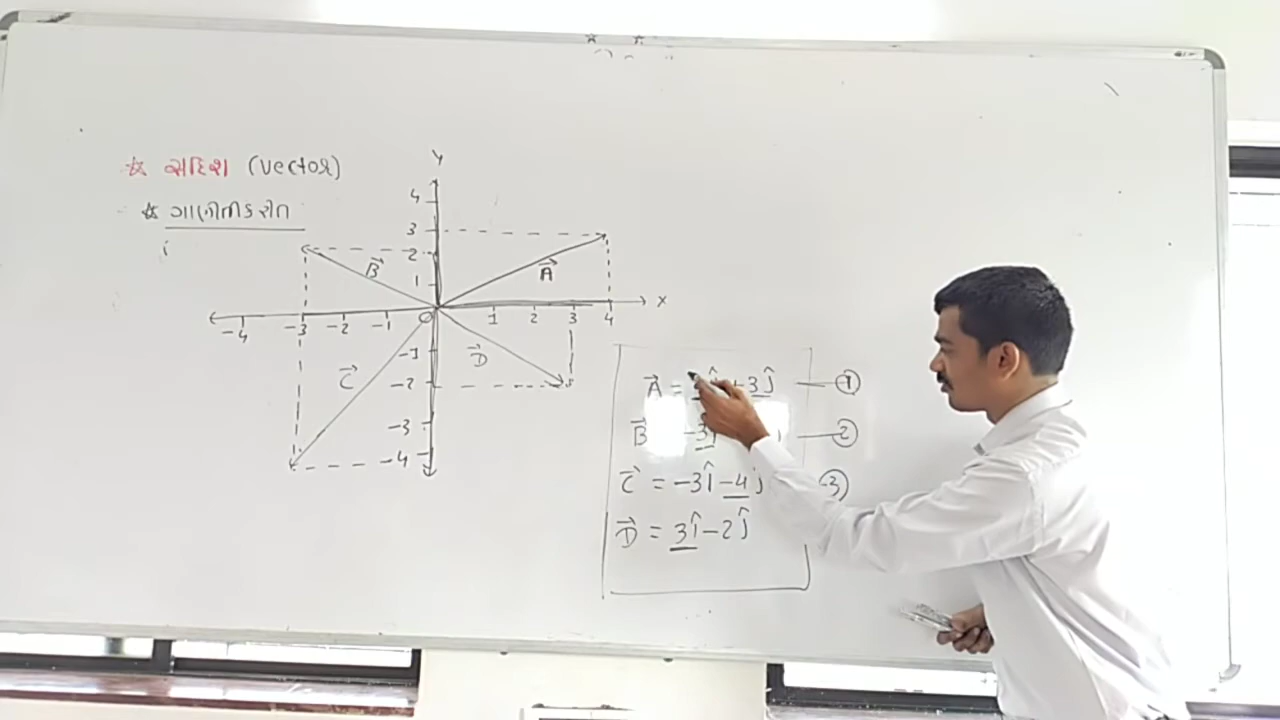 ☆ સદિશ (vector)
☆ ગાણીતીક રીત
i
Y
4
3
2
1
-4 -3 -2 -1 O 1 2 3 4 X
-1
-2
-3
-4
B⃗
A⃗
C⃗
D⃗
A⃗ = +3ĵ — ①
B⃗ -3î — ②
C⃗ = -3î -4ĵ ③
D⃗ = 3î -2ĵ